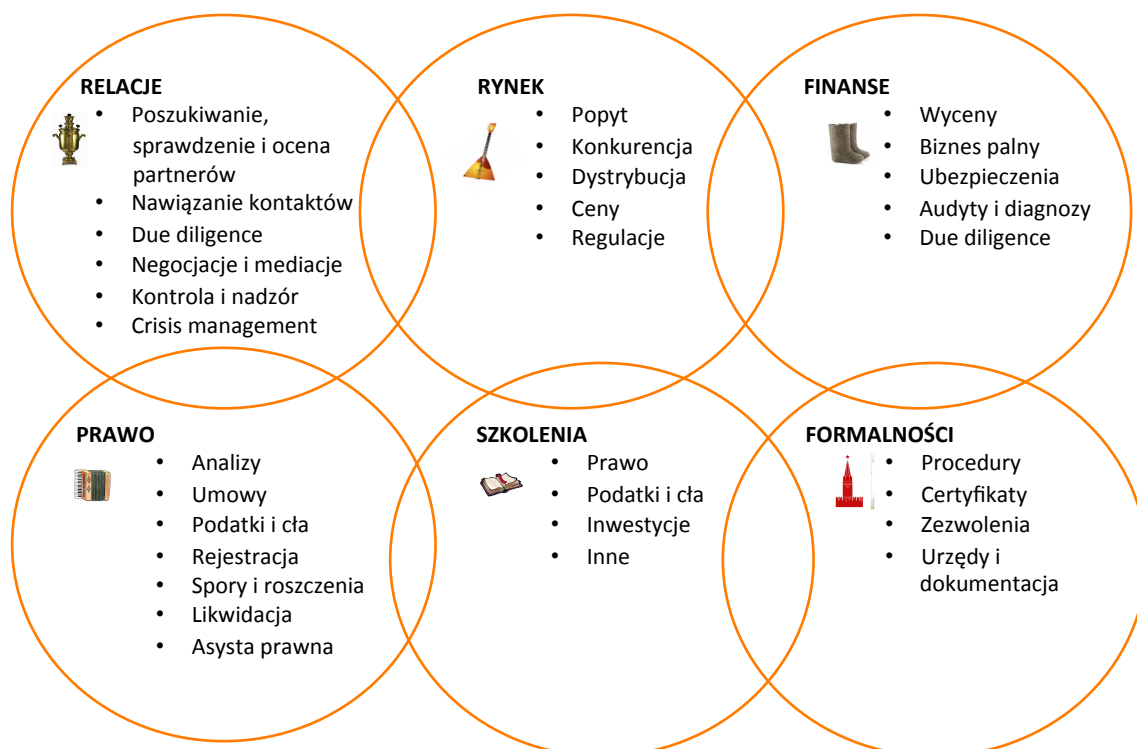 RELACJE
• Poszukiwanie,
sprawdzenie i ocena
partnerów
• Nawiązanie kontaktów
• Due diligence
• Negocjacje i mediacje
• Kontrola i nadzór
• Crisis management
RYNEK
• Popyt
• Konkurencja
• Dystrybucja
• Ceny
• Regulacje
FINANSE
• Wyceny
• Biznes palny
• Ubezpieczenia
• Audyty i diagnozy
• Due diligence
PRAWO
• Analizy
• Umowy
• Podatki i cła
• Rejestracja
• Spory i roszczenia
• Likwidacja
• Asysta prawna
SZKOLENIA
• Prawo
• Podatki i cła
• Inwestycje
• Inne
FORMALNOŚCI
• Procedury
• Certyfikaty
• Zezwolenia
• Urzędy i
dokumentacja